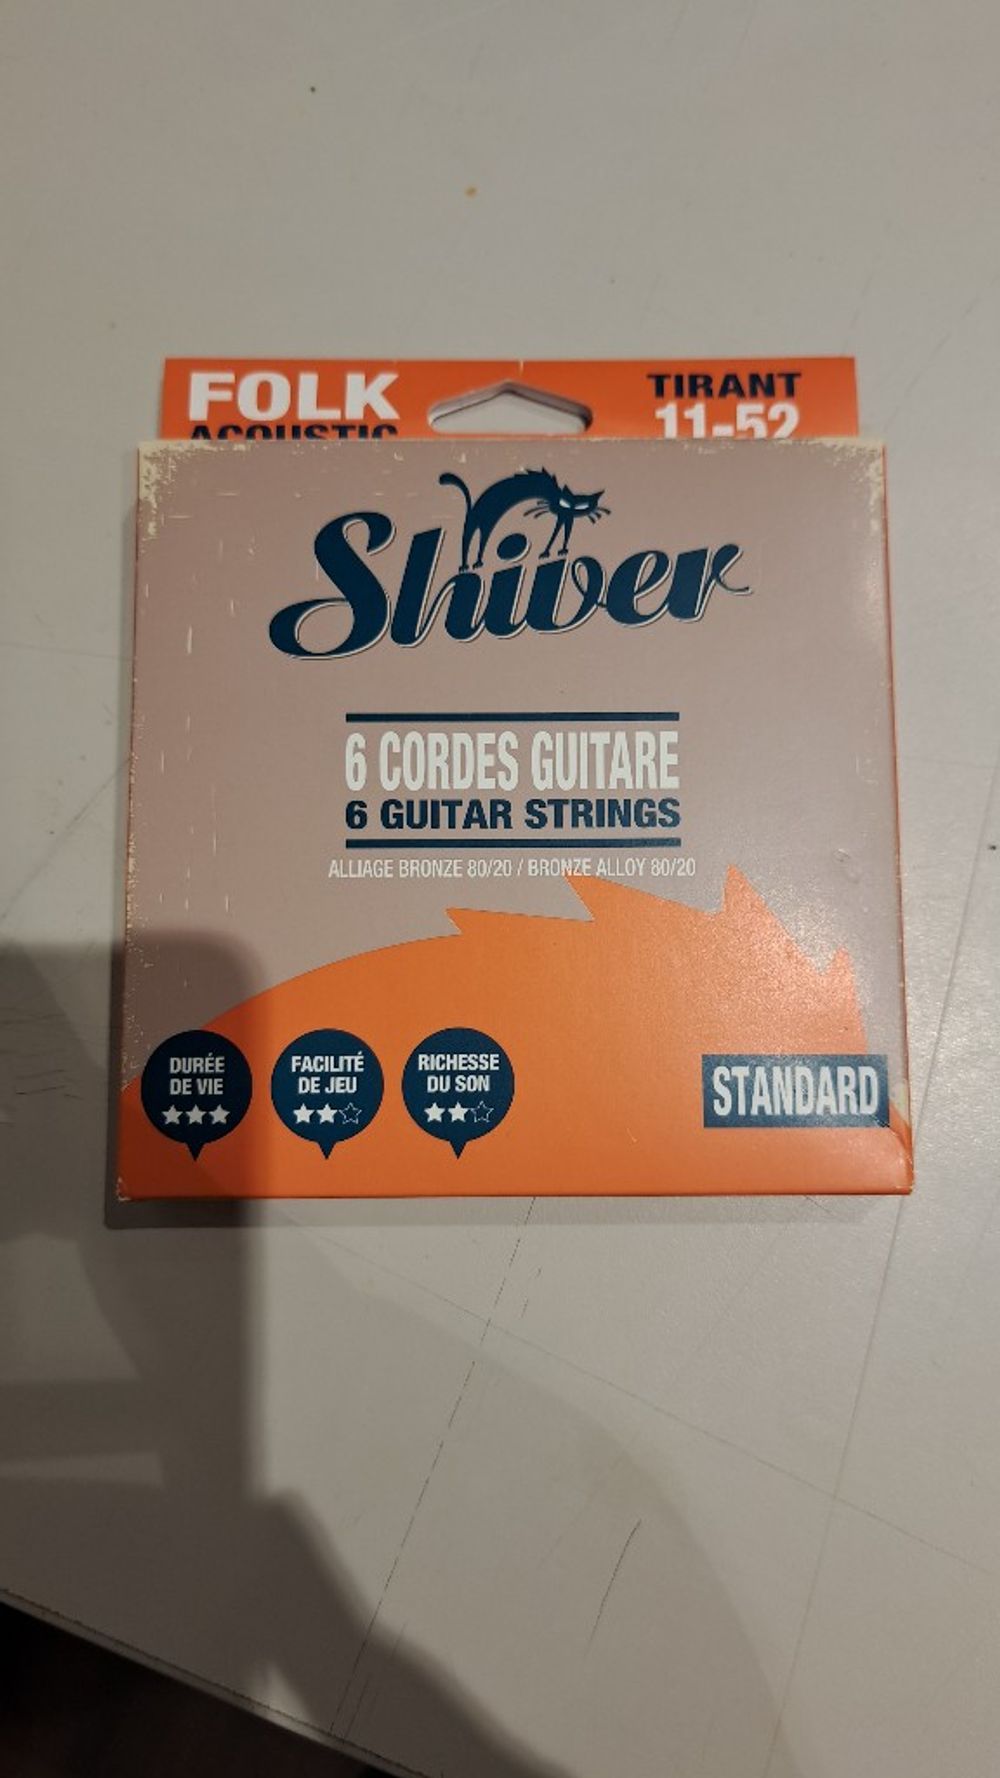 FOLK
ACOUSTIC
TIRANT
11-52
Shiver
6 CORDES GUITARE
6 GUITAR STRINGS
ALLIAGE BRONZE 80/20 / BRONZE ALLOY 80/20
DURÉE
DE VIE
FACILITÉ
DE JEU
RICHESSE
DU SON
STANDARD